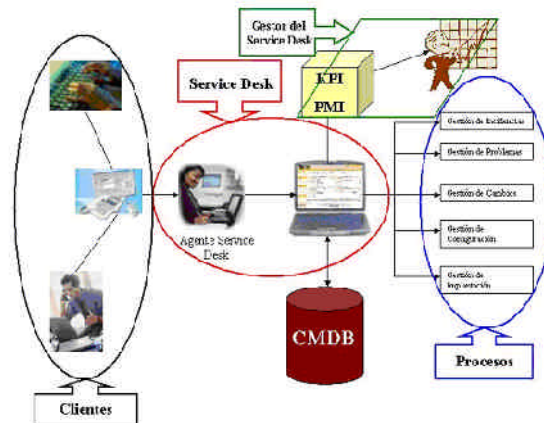 Gestor del
Service Desk
Service Desk
KPI
PMI
Gestión de Incidencias
Gestión de Problemas
Gestión de Cambios
Gestión de
Configuración
Gestión de
Implantación
Agente Service
Desk
CMDB
Procesos
Clientes